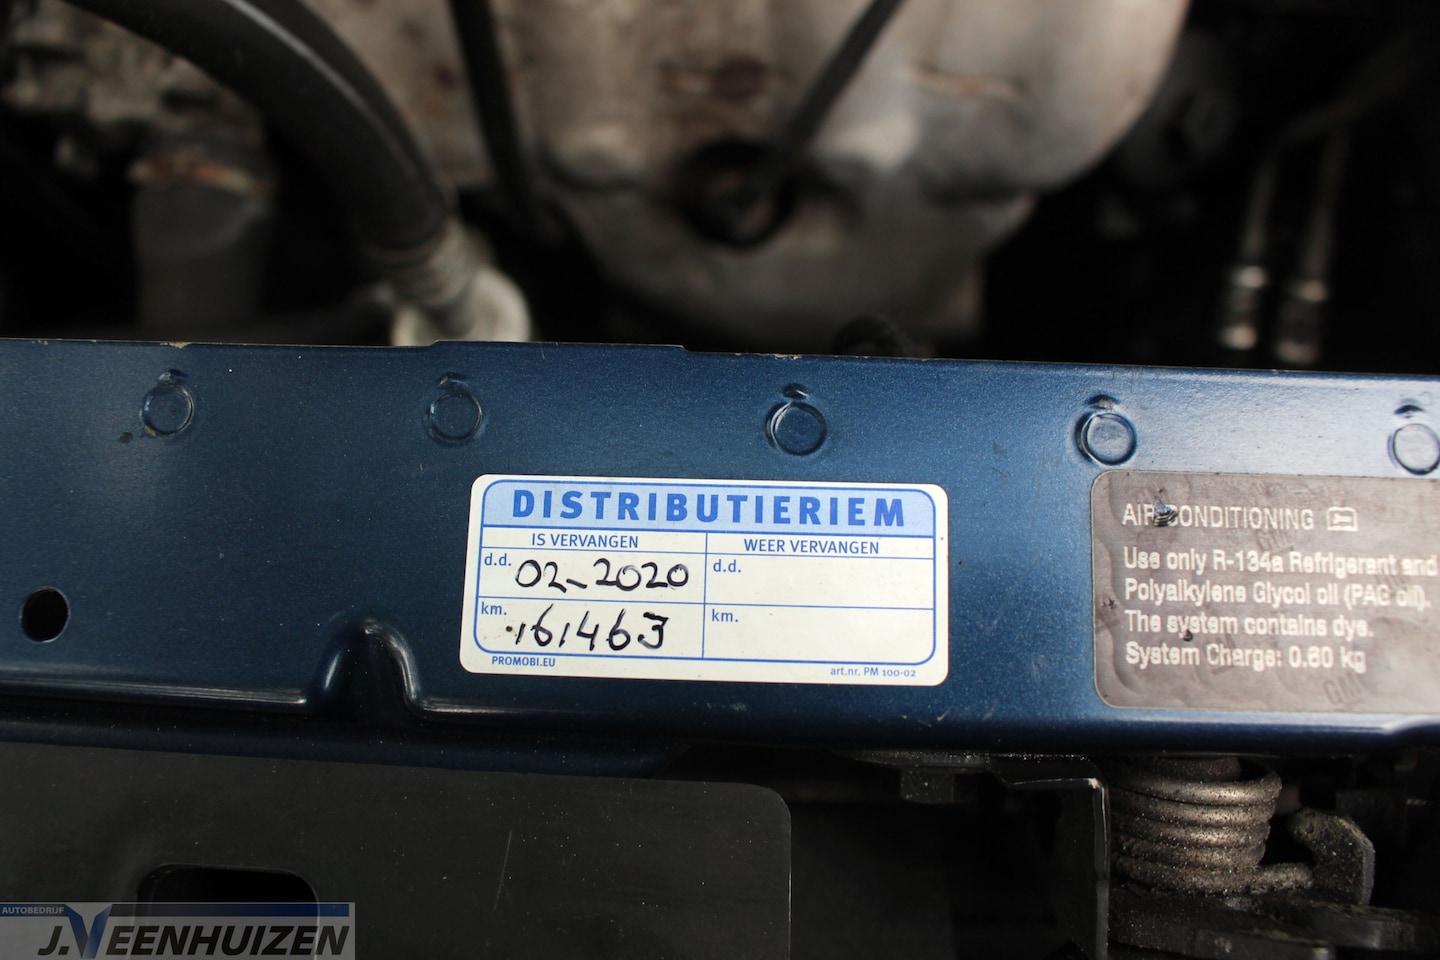 DISTRIBUTIERIEM
IS VERVANGEN
WEER VERVANGEN
d.d. 02-2020
d.d.
km. 161463
km.
PROMOBI.EU
art.nr. PM 100-02
AIR CONDITIONING
Use only R-134a Refrigerant and
Polyalkylene Glycol oil (PAG oil).
The system contains dye.
System Charge: 0.60 kg
AUTOBEDRIJF
J.VEENHUIZEN